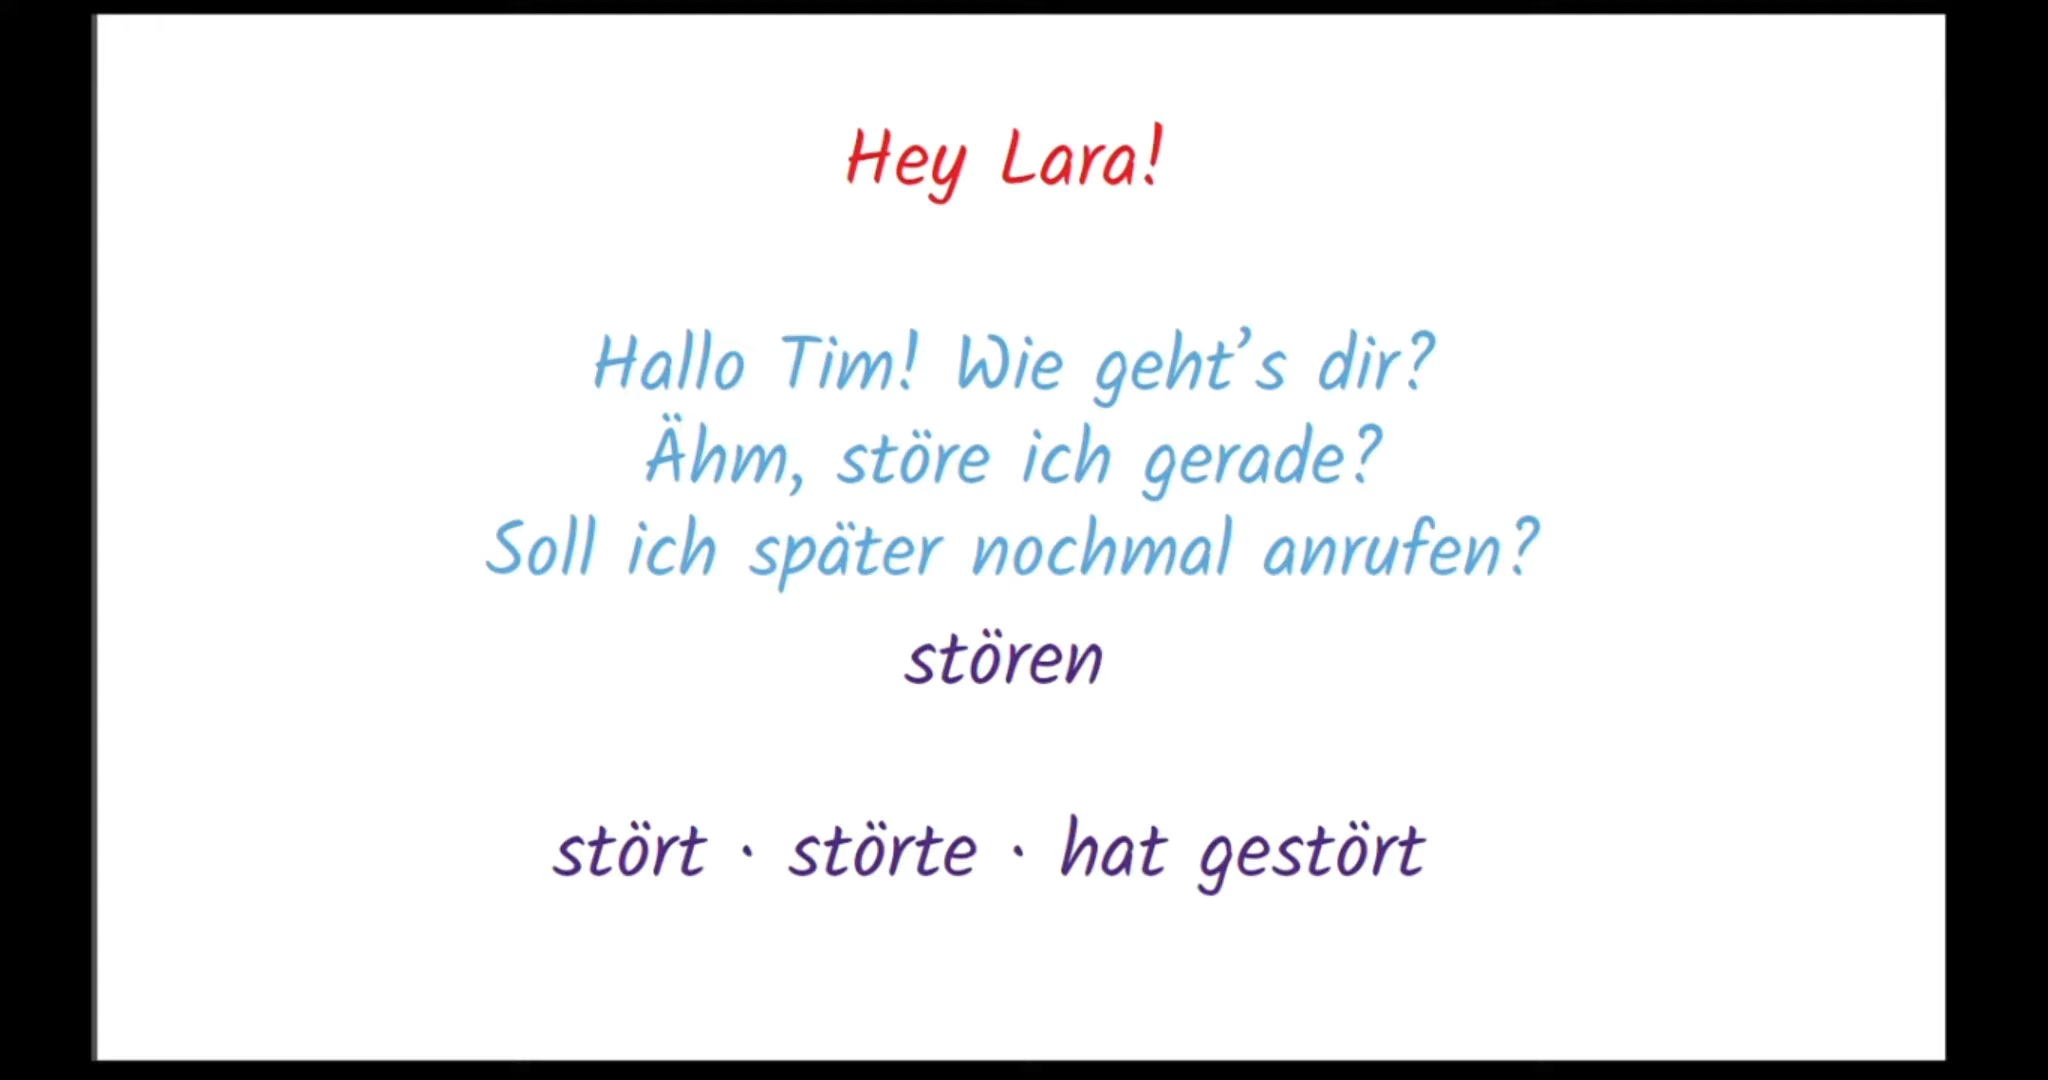 Hey Lara!
Hallo Tim! Wie geht’s dir?
Ähm, störe ich gerade?
Soll ich später nochmal anrufen?
stören
stört · störte · hat gestört